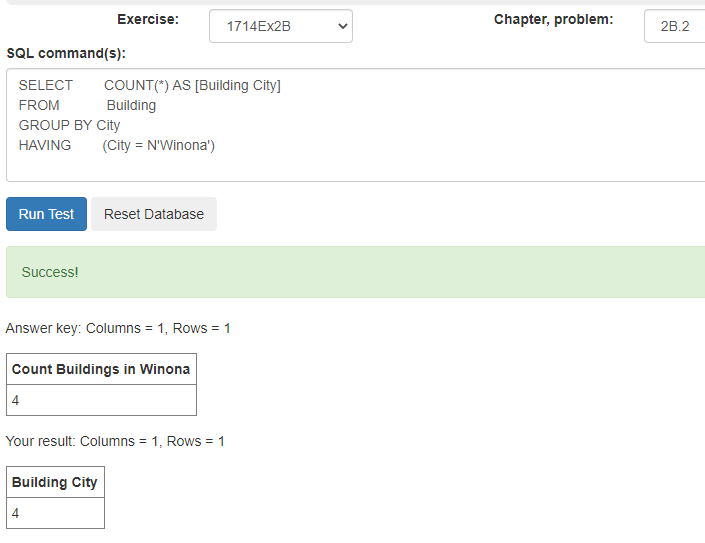 Exercise: 1714Ex2B Chapter, problem: 2B.2
SQL command(s):
SELECT COUNT(*) AS [Building City]
FROM Building
GROUP BY City
HAVING (City = N'Winona')
Run Test Reset Database
Success!
Answer key: Columns = 1, Rows = 1
Count Buildings in Winona
4
Your result: Columns = 1, Rows = 1
Building City
4